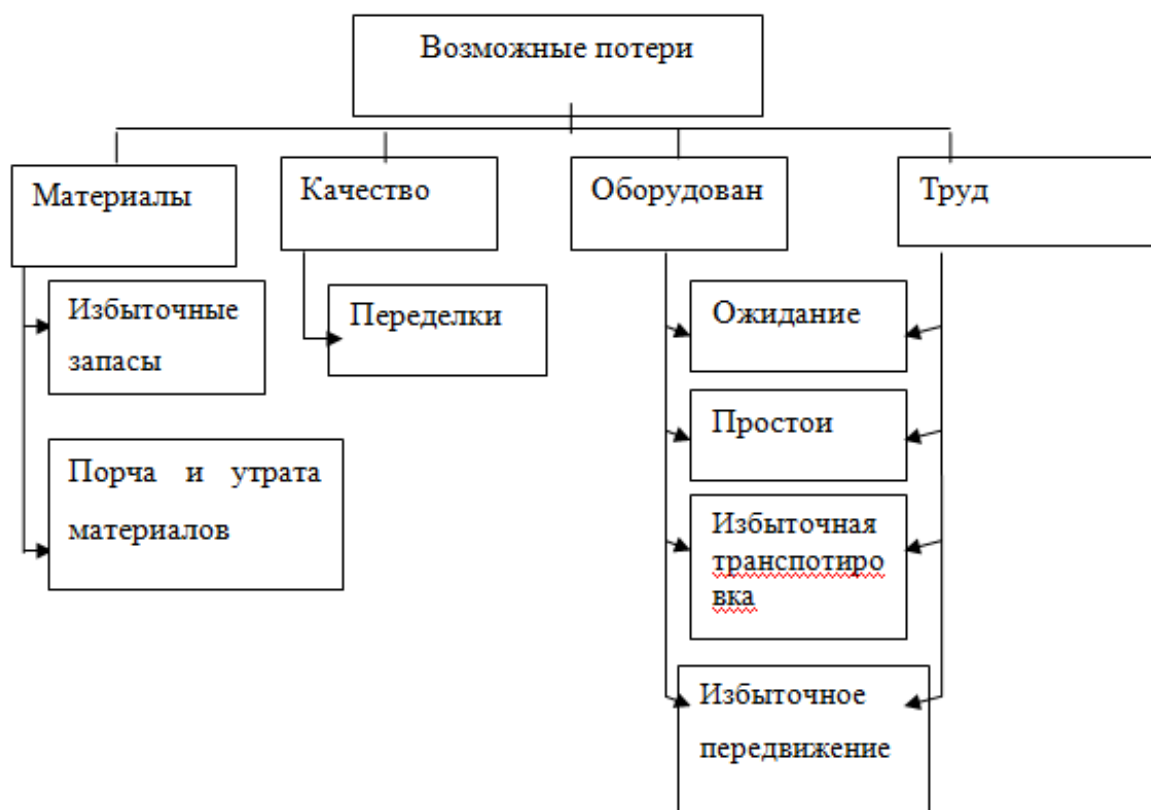 Возможные потери
Материалы
Качество
Оборудован
Труд
Избыточные
запасы
Переделки
Ожидание
Порча и утрата
материалов
Простои
Избыточная
транспотиро
вка
Избыточное
передвижение